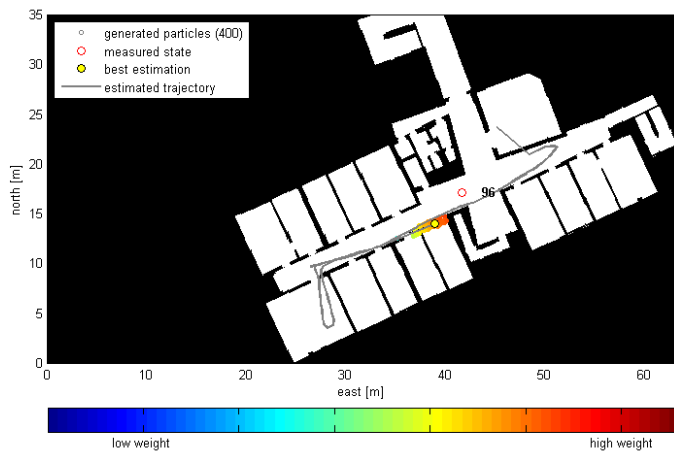 35
30
25
20
15
10
5
0
north [m]
generated particles (400)
measured state
best estimation
estimated trajectory
96
0
10
20
30
40
50
60
east [m]
low weight
high weight